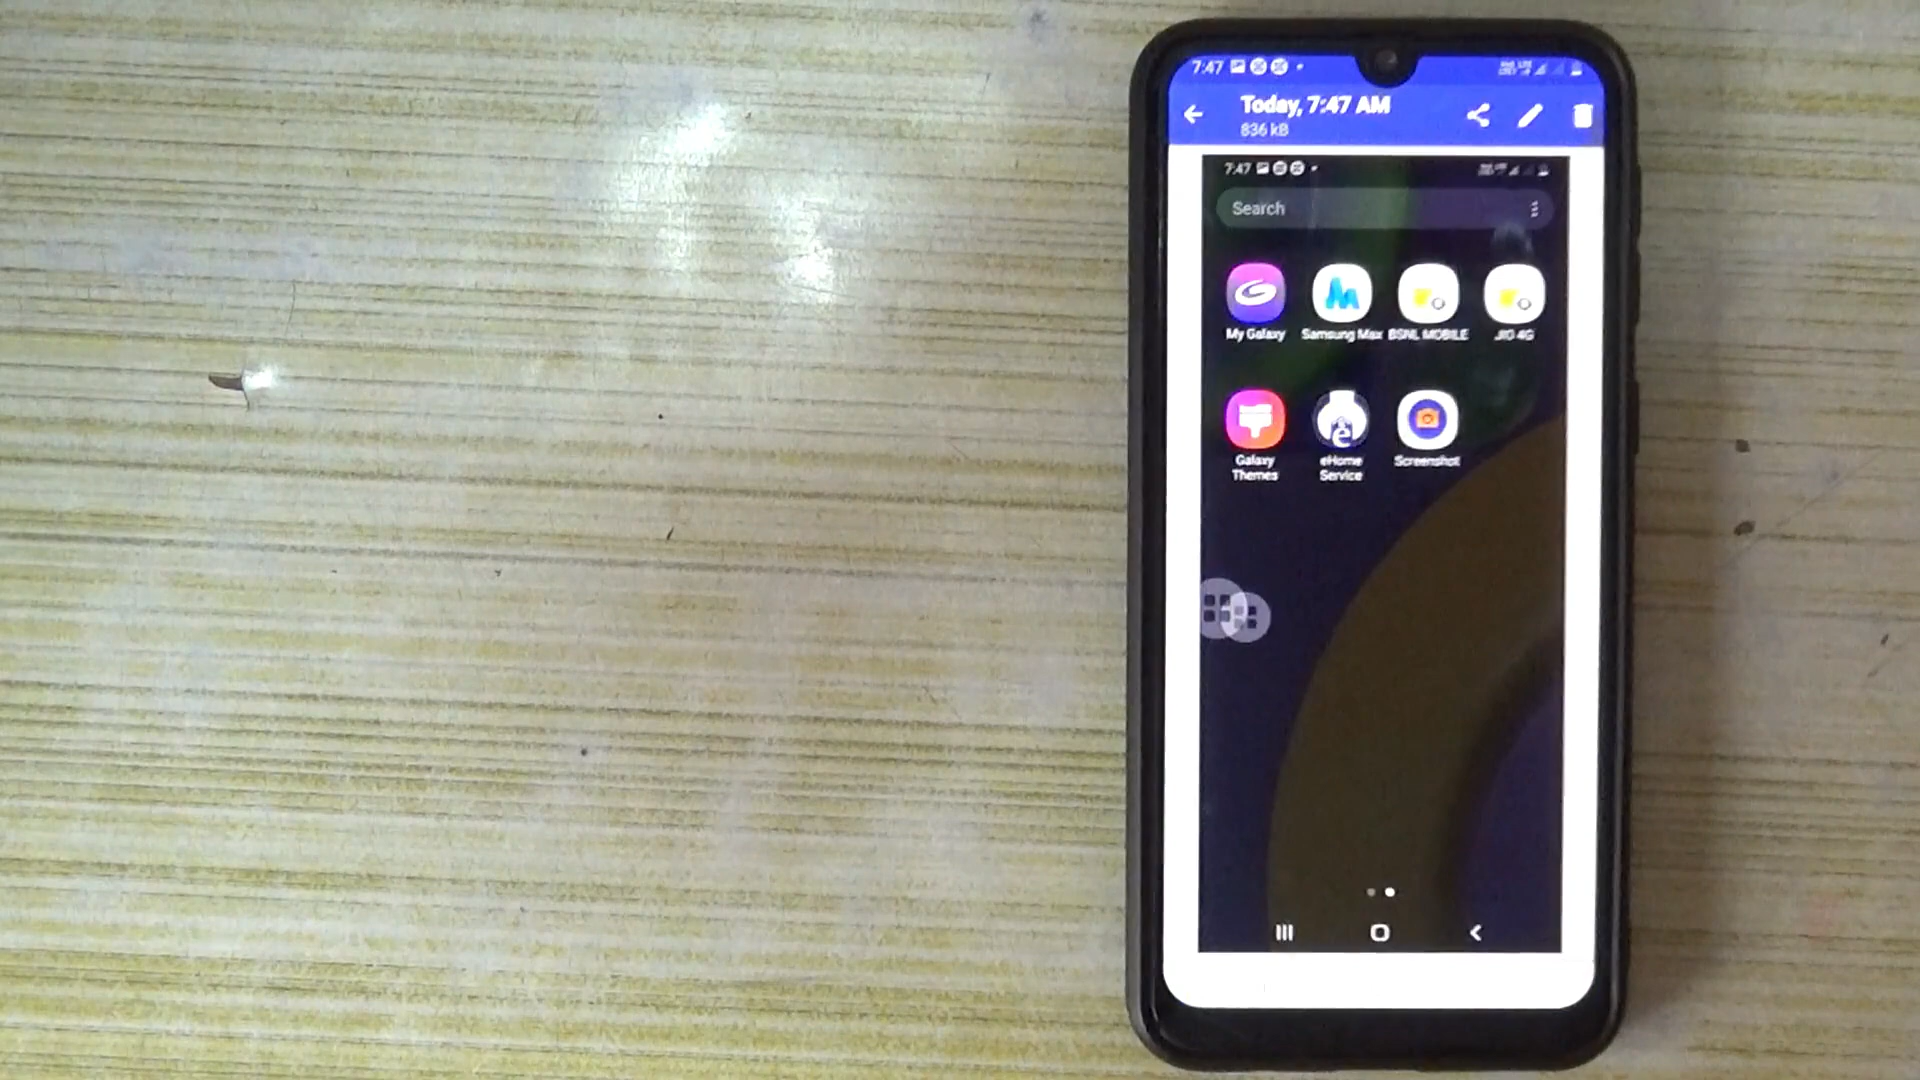 7:47
Today, 7:47 AM
836 kB
7:47
Search
My Galaxy
Samsung Max
BSNL MOBILE
JIO 4G
Galaxy
Themes
eHome
Service
Screenshot